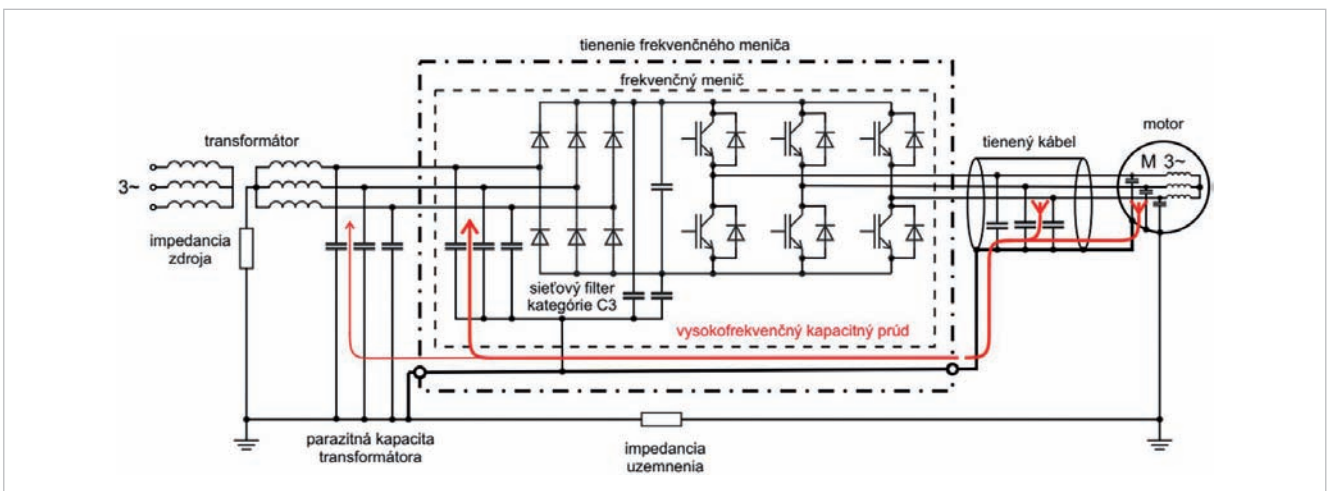 tienenie frekvenčného meniča
frekvenčný menič
transformátor
tienený kábel
motor
M 3~
3~
impedancia
zdroja
sieťový filter
kategórie C3
vysokofrekvenčný kapacitný prúd
parazitná kapacita
transformátora
impedancia
uzemnenia